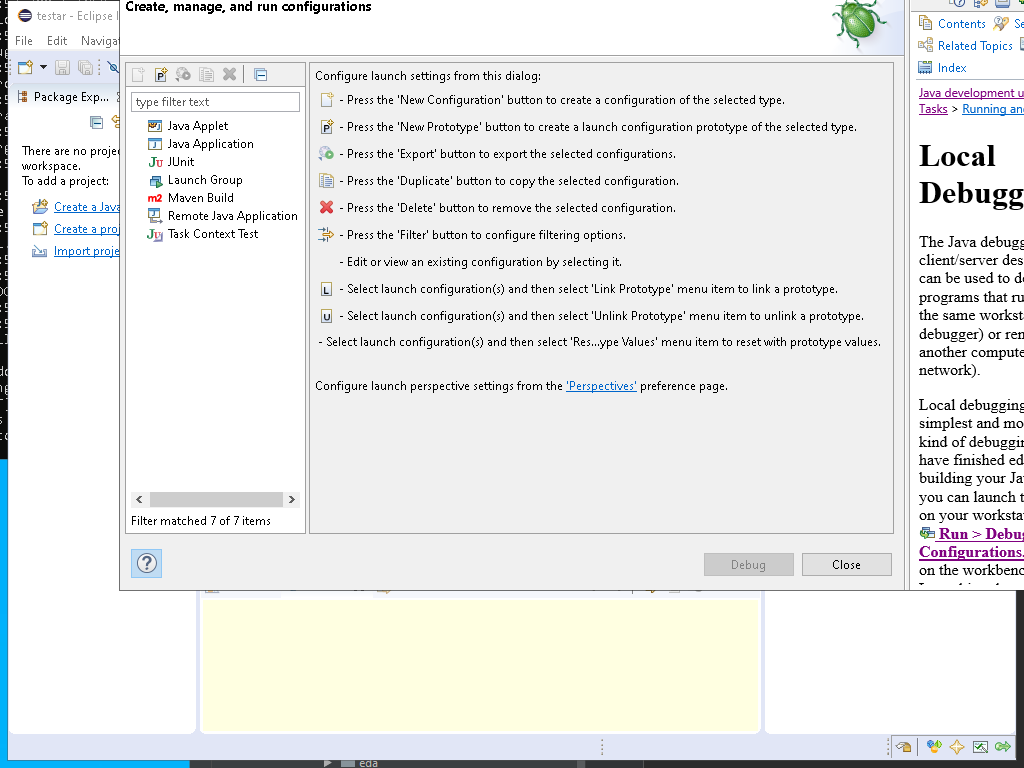 testar - Eclipse I
Create, manage, and run configurations
File Edit Naviga
Package Exp...
There are no proje
workspace.
To add a project:
Create a Java
Create a proj
Import proje
type filter text
Java Applet
Java Application
JUnit
Launch Group
Maven Build
Remote Java Application
Task Context Test
Filter matched 7 of 7 items
Configure launch settings from this dialog:
- Press the 'New Configuration' button to create a configuration of the selected type.
- Press the 'New Prototype' button to create a launch configuration prototype of the selected type.
- Press the 'Export' button to export the selected configurations.
- Press the 'Duplicate' button to copy the selected configuration.
- Press the 'Delete' button to remove the selected configuration.
- Press the 'Filter' button to configure filtering options.
- Edit or view an existing configuration by selecting it.
- Select launch configuration(s) and then select 'Link Prototype' menu item to link a prototype.
- Select launch configuration(s) and then select 'Unlink Prototype' menu item to unlink a prototype.
- Select launch configuration(s) and then select 'Res...ype Values' menu item to reset with prototype values.
Configure launch perspective settings from the 'Perspectives' preference page.
Debug
Close
Contents Se
Related Topics
Index
Java development u
Tasks > Running and
Local
Debugg
The Java debugg
client/server des
can be used to de
programs that ru
the same worksta
debugger) or rem
another compute
network).
Local debugging
simplest and mo
kind of debuggin
have finished ed
building your Ja
you can launch t
on your worksta
Run > Debug
Configurations.
on the workbenc
eda